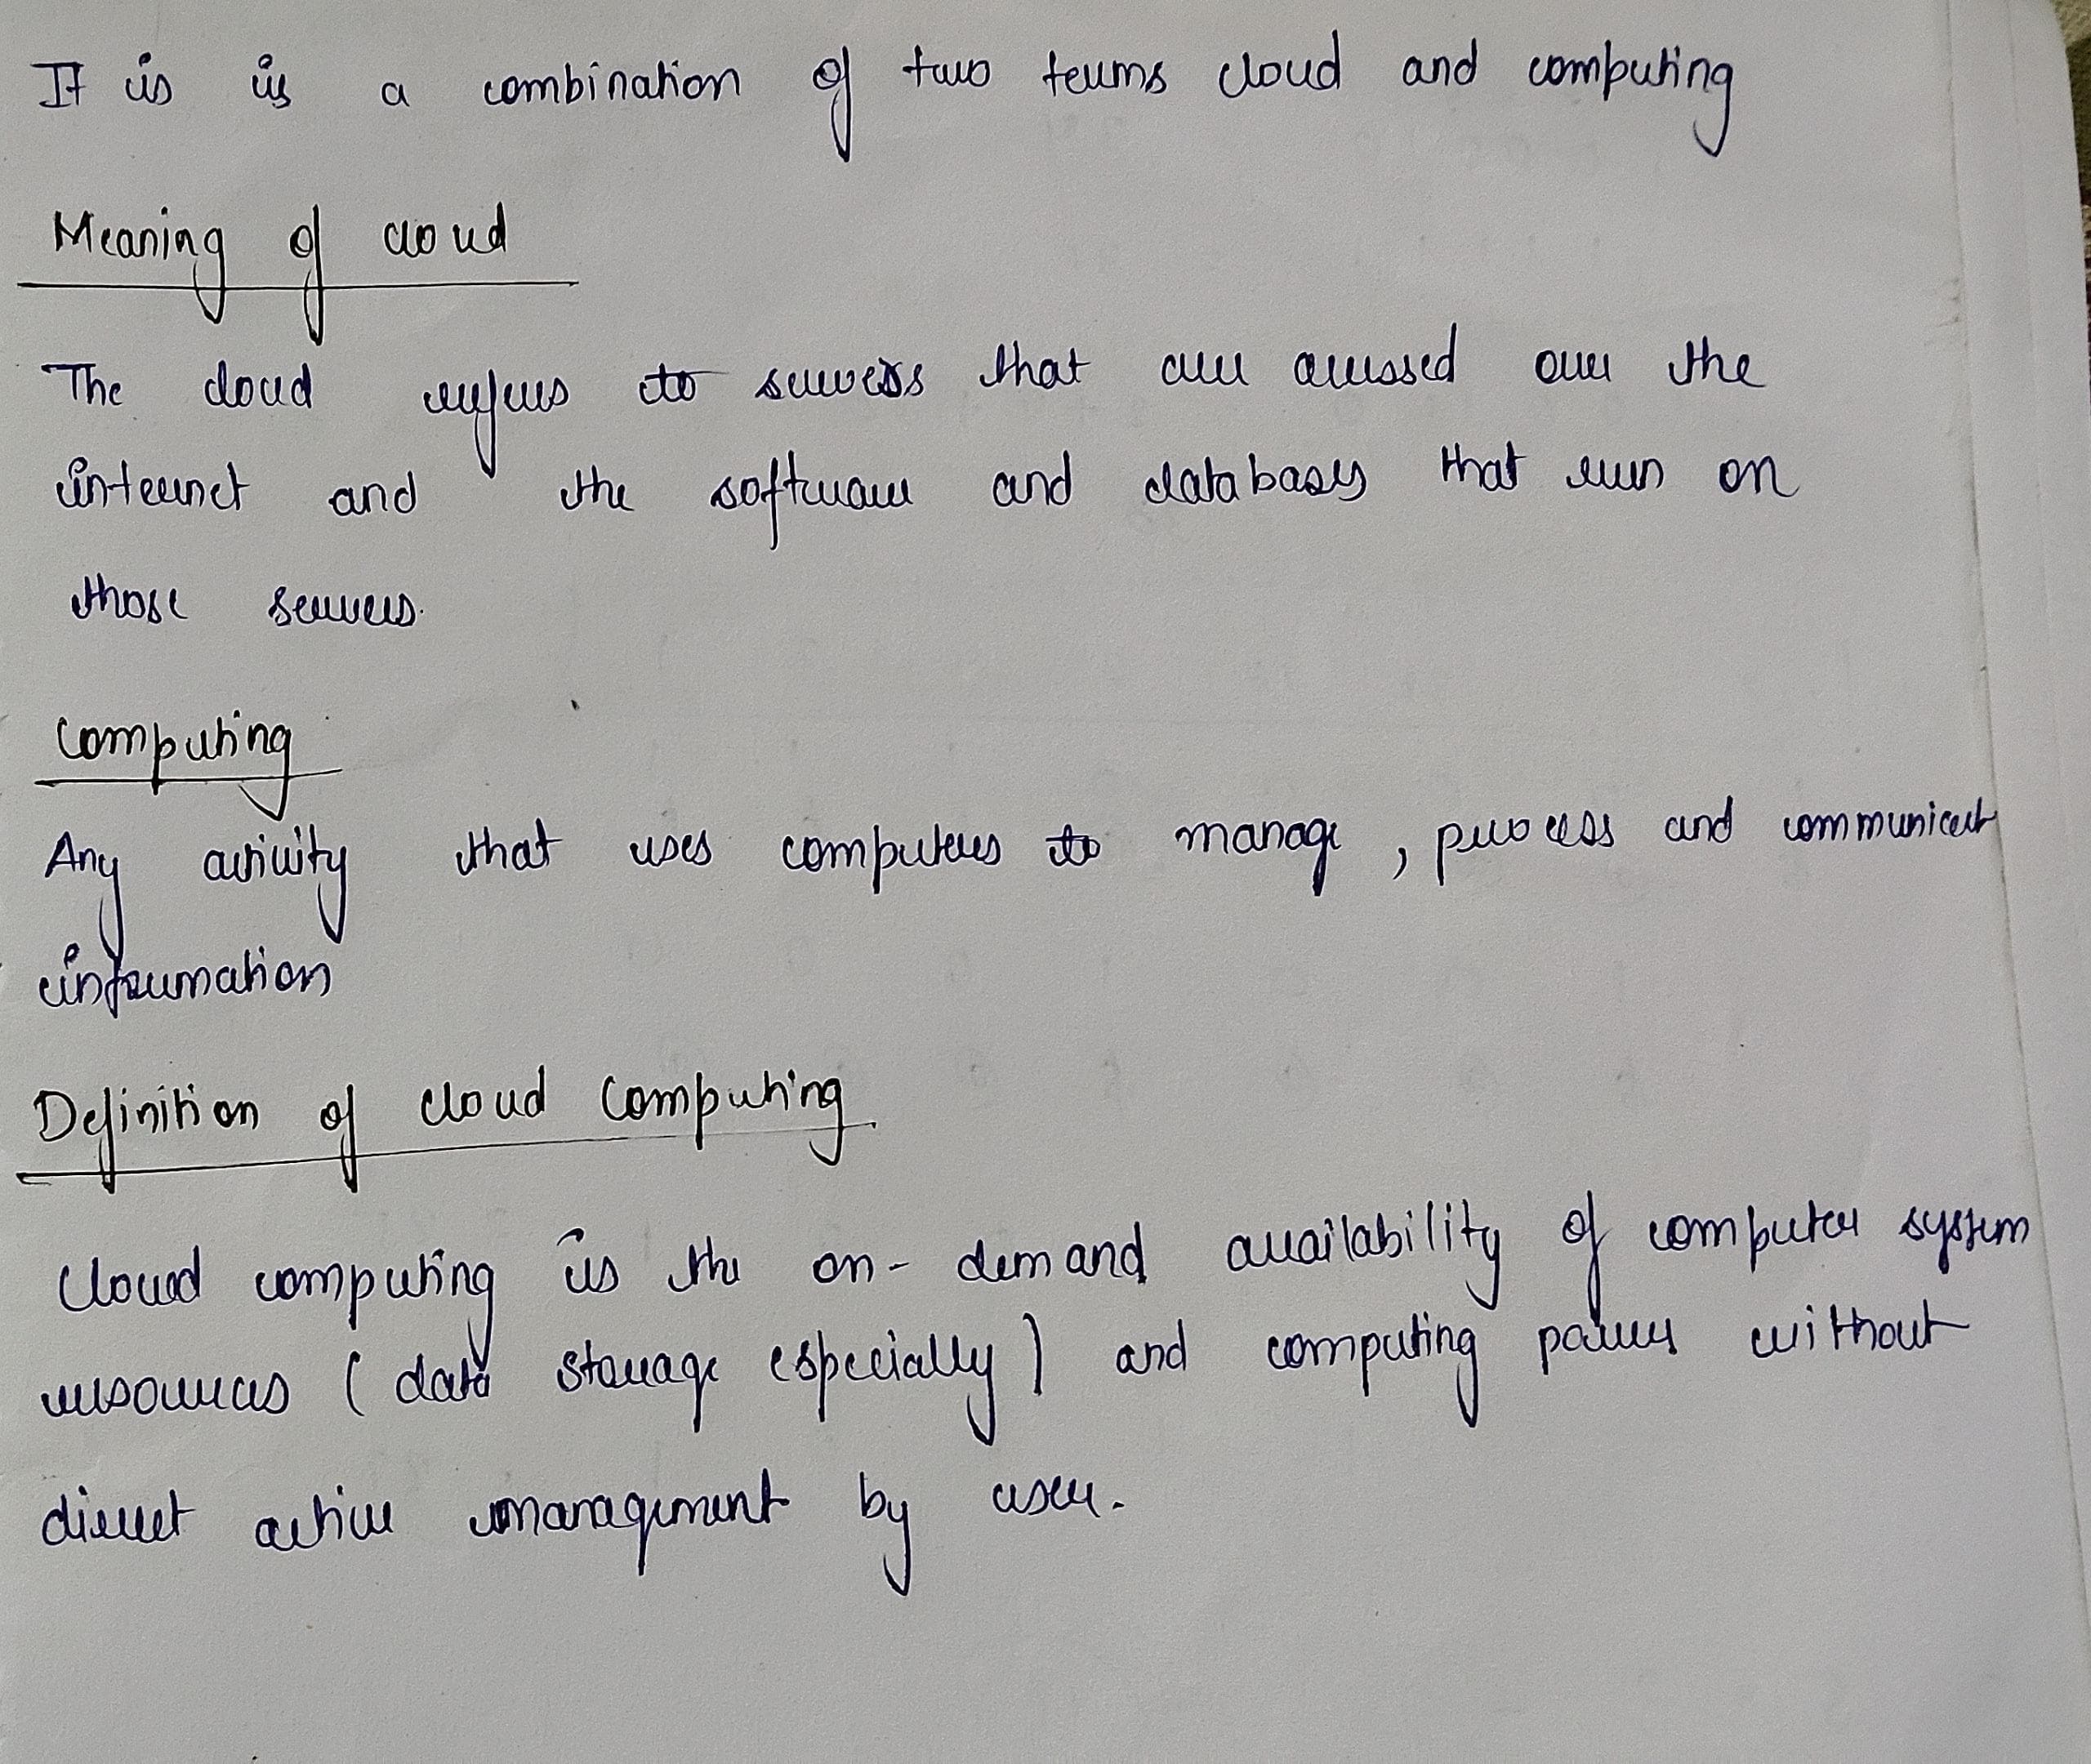 It is is a combination of two terms cloud and computing
Meaning of cloud
The cloud refers to servers that are accessed over the
internet and the software and databases that run on
those servers.
Computing
Any activity that uses computers to manage, process and communicate
information
Definition of cloud Computing
Cloud computing is the on-demand availability of computer system
resources (data storage especially) and computing power without
direct active management by user.